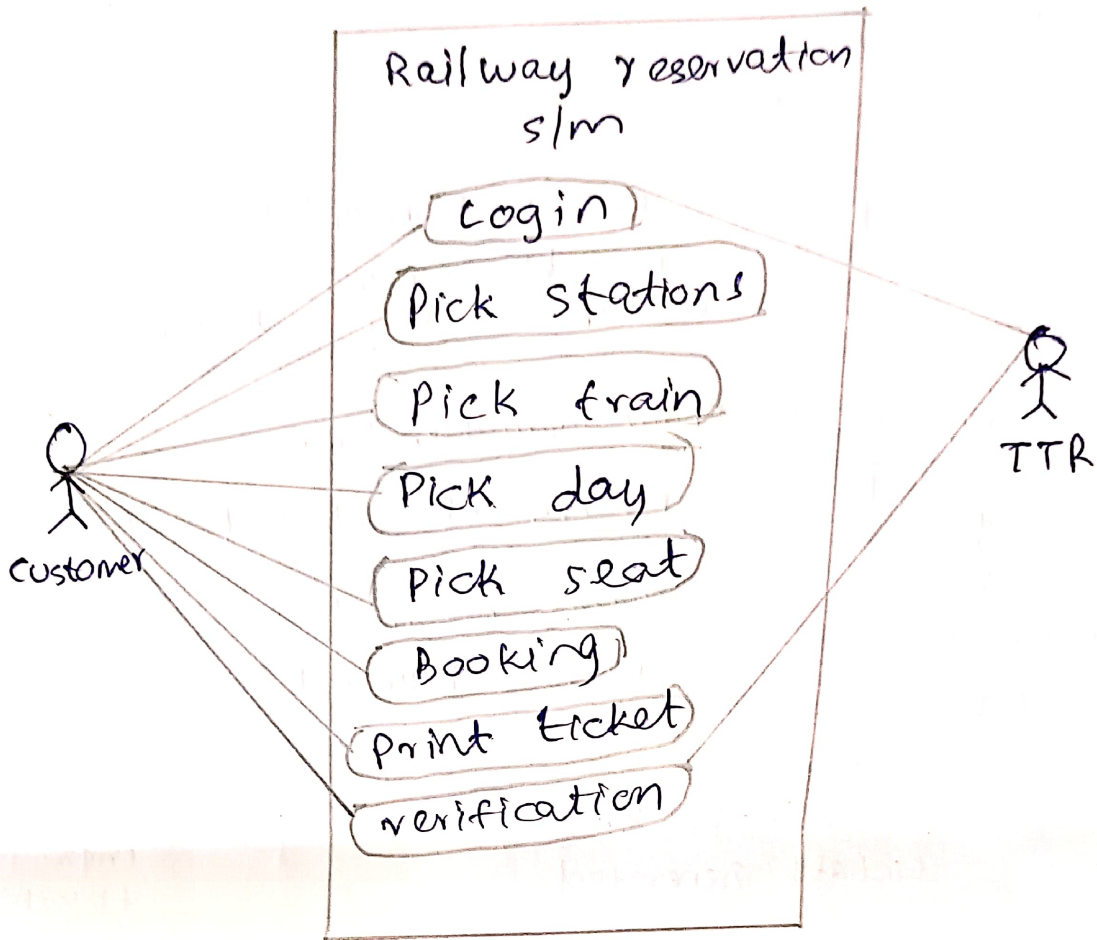 Railway reservation
s/m
Login
Pick stations
Pick train
Pick day
Pick seat
Booking
Print ticket
verification
customer
TTR